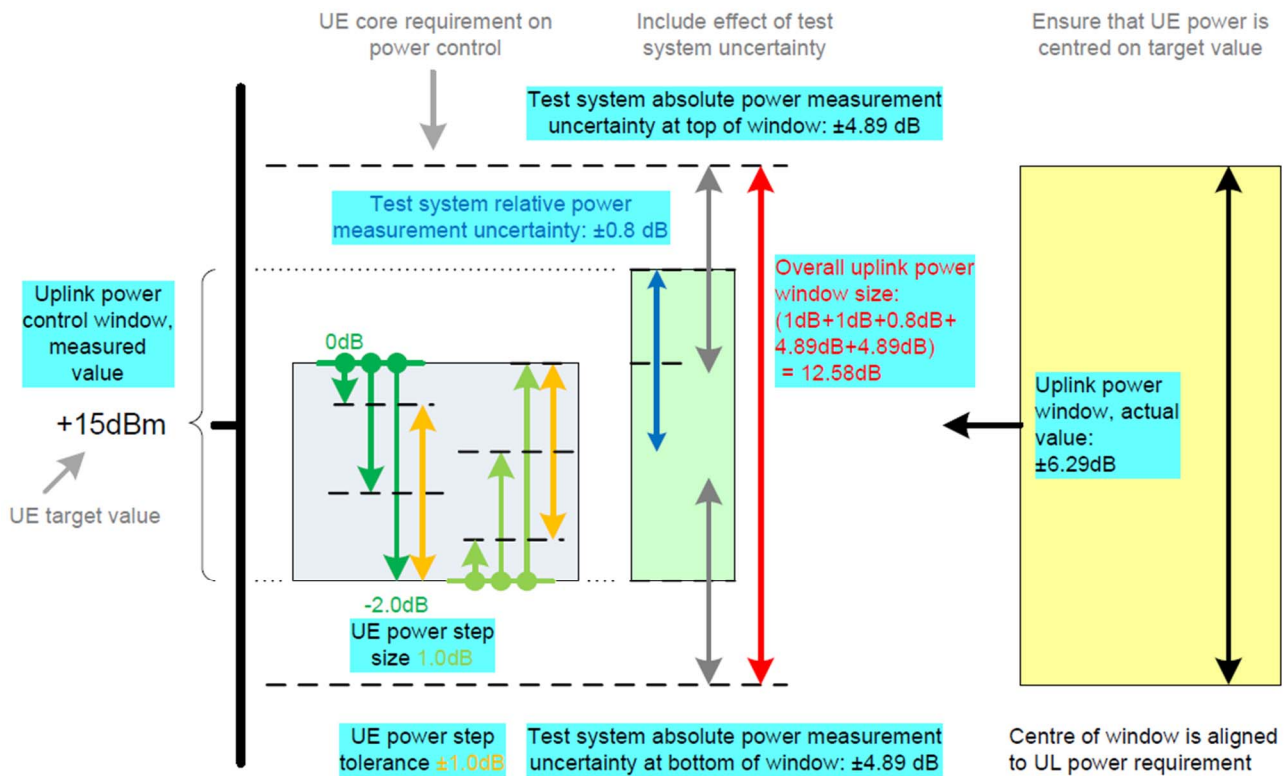 UE core requirement on
power control
Include effect of test
system uncertainty
Ensure that UE power is
centred on target value
Test system absolute power measurement
uncertainty at top of window: ±4.89 dB
Test system relative power
measurement uncertainty: ±0.8 dB
Uplink power
control window,
measured
value
+15dBm
UE target value
0dB
-2.0dB
UE power step
size 1.0dB
Overall uplink power
window size:
(1dB+1dB+0.8dB+
4.89dB+4.89dB)
= 12.58dB
Uplink power
window, actual
value:
±6.29dB
UE power step
tolerance ±1.0dB
Test system absolute power measurement
uncertainty at bottom of window: ±4.89 dB
Centre of window is aligned
to UL power requirement